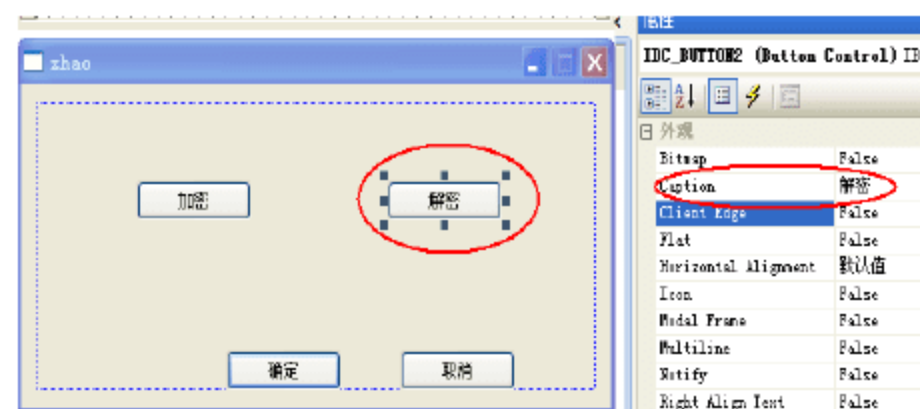 zhao
加密
解密
确定
取消
属性
IDC_BUTTON2 (Button Control)
外观
Bitmap False
Caption 解密
Client Edge False
Flat False
Horizontal Alignment 默认值
Icon False
Modal Frame False
Multiline False
Notify False
Right Align Text False